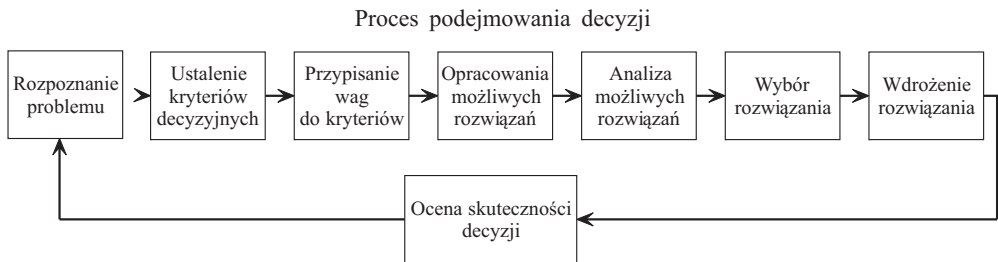 Proces podejmowania decyzji
Rozpoznanie
problemu
Ustalenie
kryteriów
decyzyjnych
Przypisanie
wag
do kryteriów
Opracowania
możliwych
rozwiązań
Analiza
możliwych
rozwiązań
Wybór
rozwiązania
Wdrożenie
rozwiązania
Ocena skuteczności
decyzji